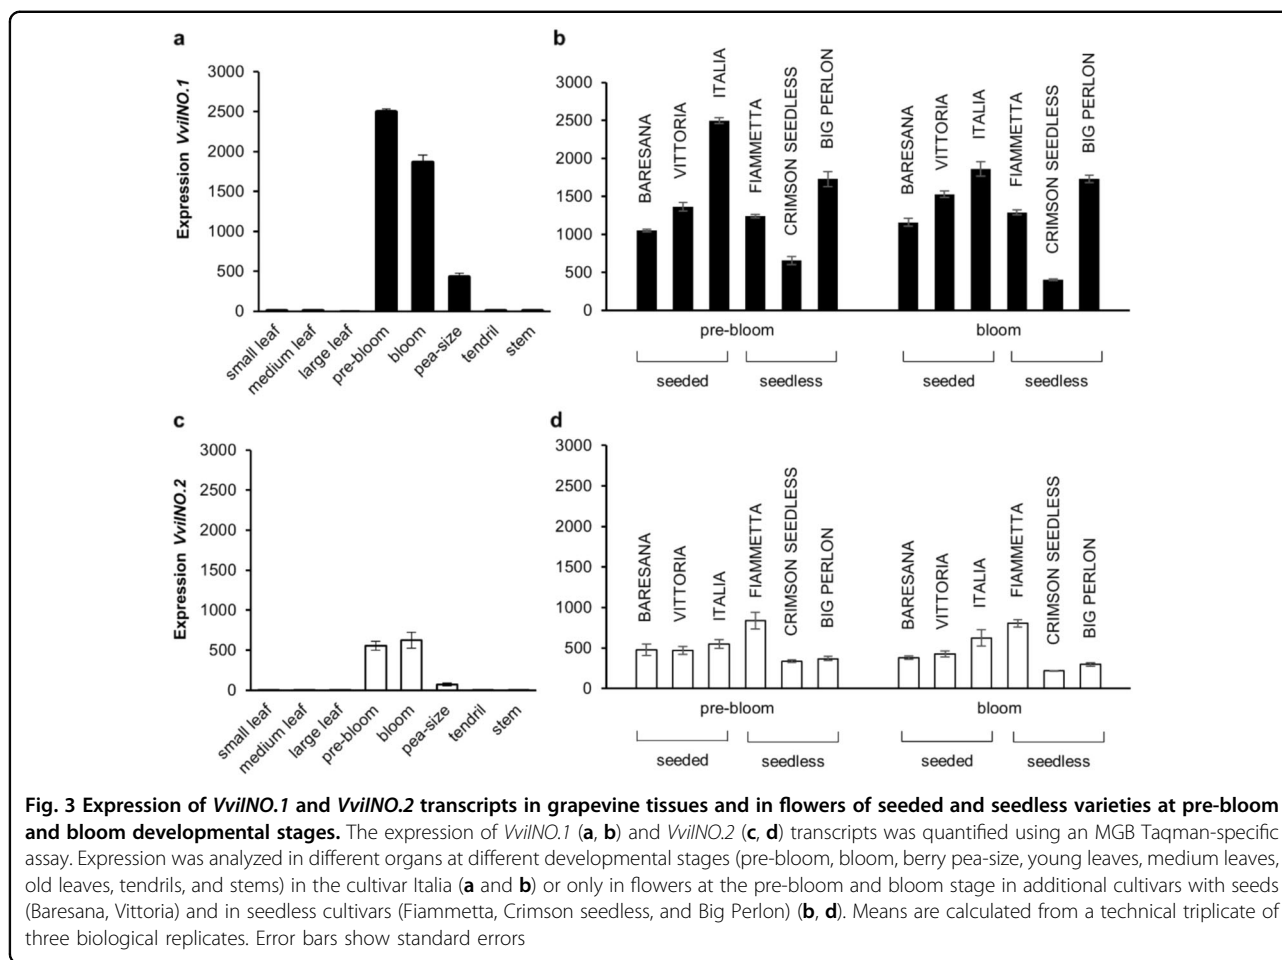 a
Expression VviINO.1
3000
2500
2000
1500
1000
500
0
small leaf
medium leaf
large leaf
pre-bloom
bloom
pea-size
tendril
stem
b
3000
2500
2000
1500
1000
500
0
BARESANA
VITTORIA
ITALIA
FIAMMETTA
CRIMSON SEEDLESS
BIG PERLON
BARESANA
VITTORIA
ITALIA
FIAMMETTA
CRIMSON SEEDLESS
BIG PERLON
pre-bloom
bloom
seeded
seedless
seeded
seedless
c
Expression VviINO.2
3000
2500
2000
1500
1000
500
0
small leaf
medium leaf
large leaf
pre-bloom
bloom
pea-size
tendril
stem
d
3000
2500
2000
1500
1000
500
0
BARESANA
VITTORIA
ITALIA
FIAMMETTA
CRIMSON SEEDLESS
BIG PERLON
BARESANA
VITTORIA
ITALIA
FIAMMETTA
CRIMSON SEEDLESS
BIG PERLON
pre-bloom
bloom
seeded
seedless
seeded
seedless
Fig. 3 Expression of VviINO.1 and VviINO.2 transcripts in grapevine tissues and in flowers of seeded and seedless varieties at pre-bloom
and bloom developmental stages. The expression of VviINO.1 (a, b) and VviINO.2 (c, d) transcripts was quantified using an MGB Taqman-specific
assay. Expression was analyzed in different organs at different developmental stages (pre-bloom, bloom, berry pea-size, young leaves, medium leaves,
old leaves, tendrils, and stems) in the cultivar Italia (a and b) or only in flowers at the pre-bloom and bloom stage in additional cultivars with seeds
(Baresana, Vittoria) and in seedless cultivars (Fiammetta, Crimson seedless, and Big Perlon) (b, d). Means are calculated from a technical triplicate of
three biological replicates. Error bars show standard errors